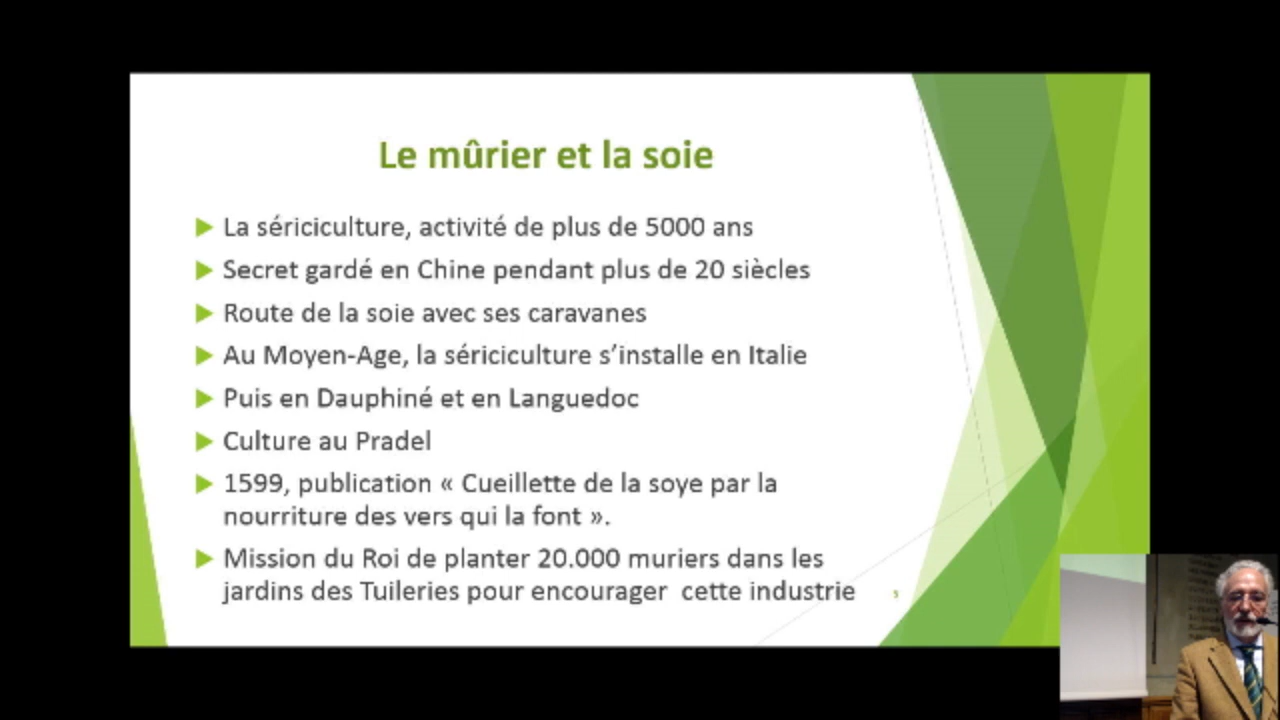 Le mûrier et la soie
La sériciculture, activité de plus de 5000 ans
Secret gardé en Chine pendant plus de 20 siècles
Route de la soie avec ses caravanes
Au Moyen-Age, la sériciculture s’installe en Italie
Puis en Dauphiné et en Languedoc
Culture au Pradel
1599, publication « Cueillette de la soye par la
nourriture des vers qui la font ».
Mission du Roi de planter 20.000 muriers dans les
jardins des Tuileries pour encourager cette industrie